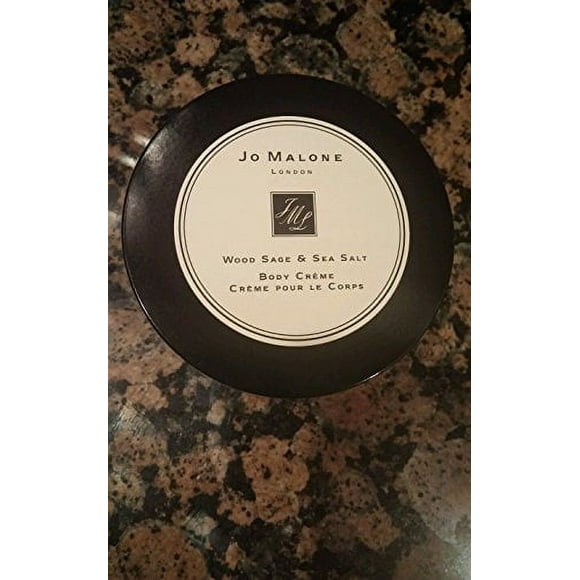 Jo Malone
London
JML
Wood Sage & Sea Salt
Body Crème
Crème pour le Corps